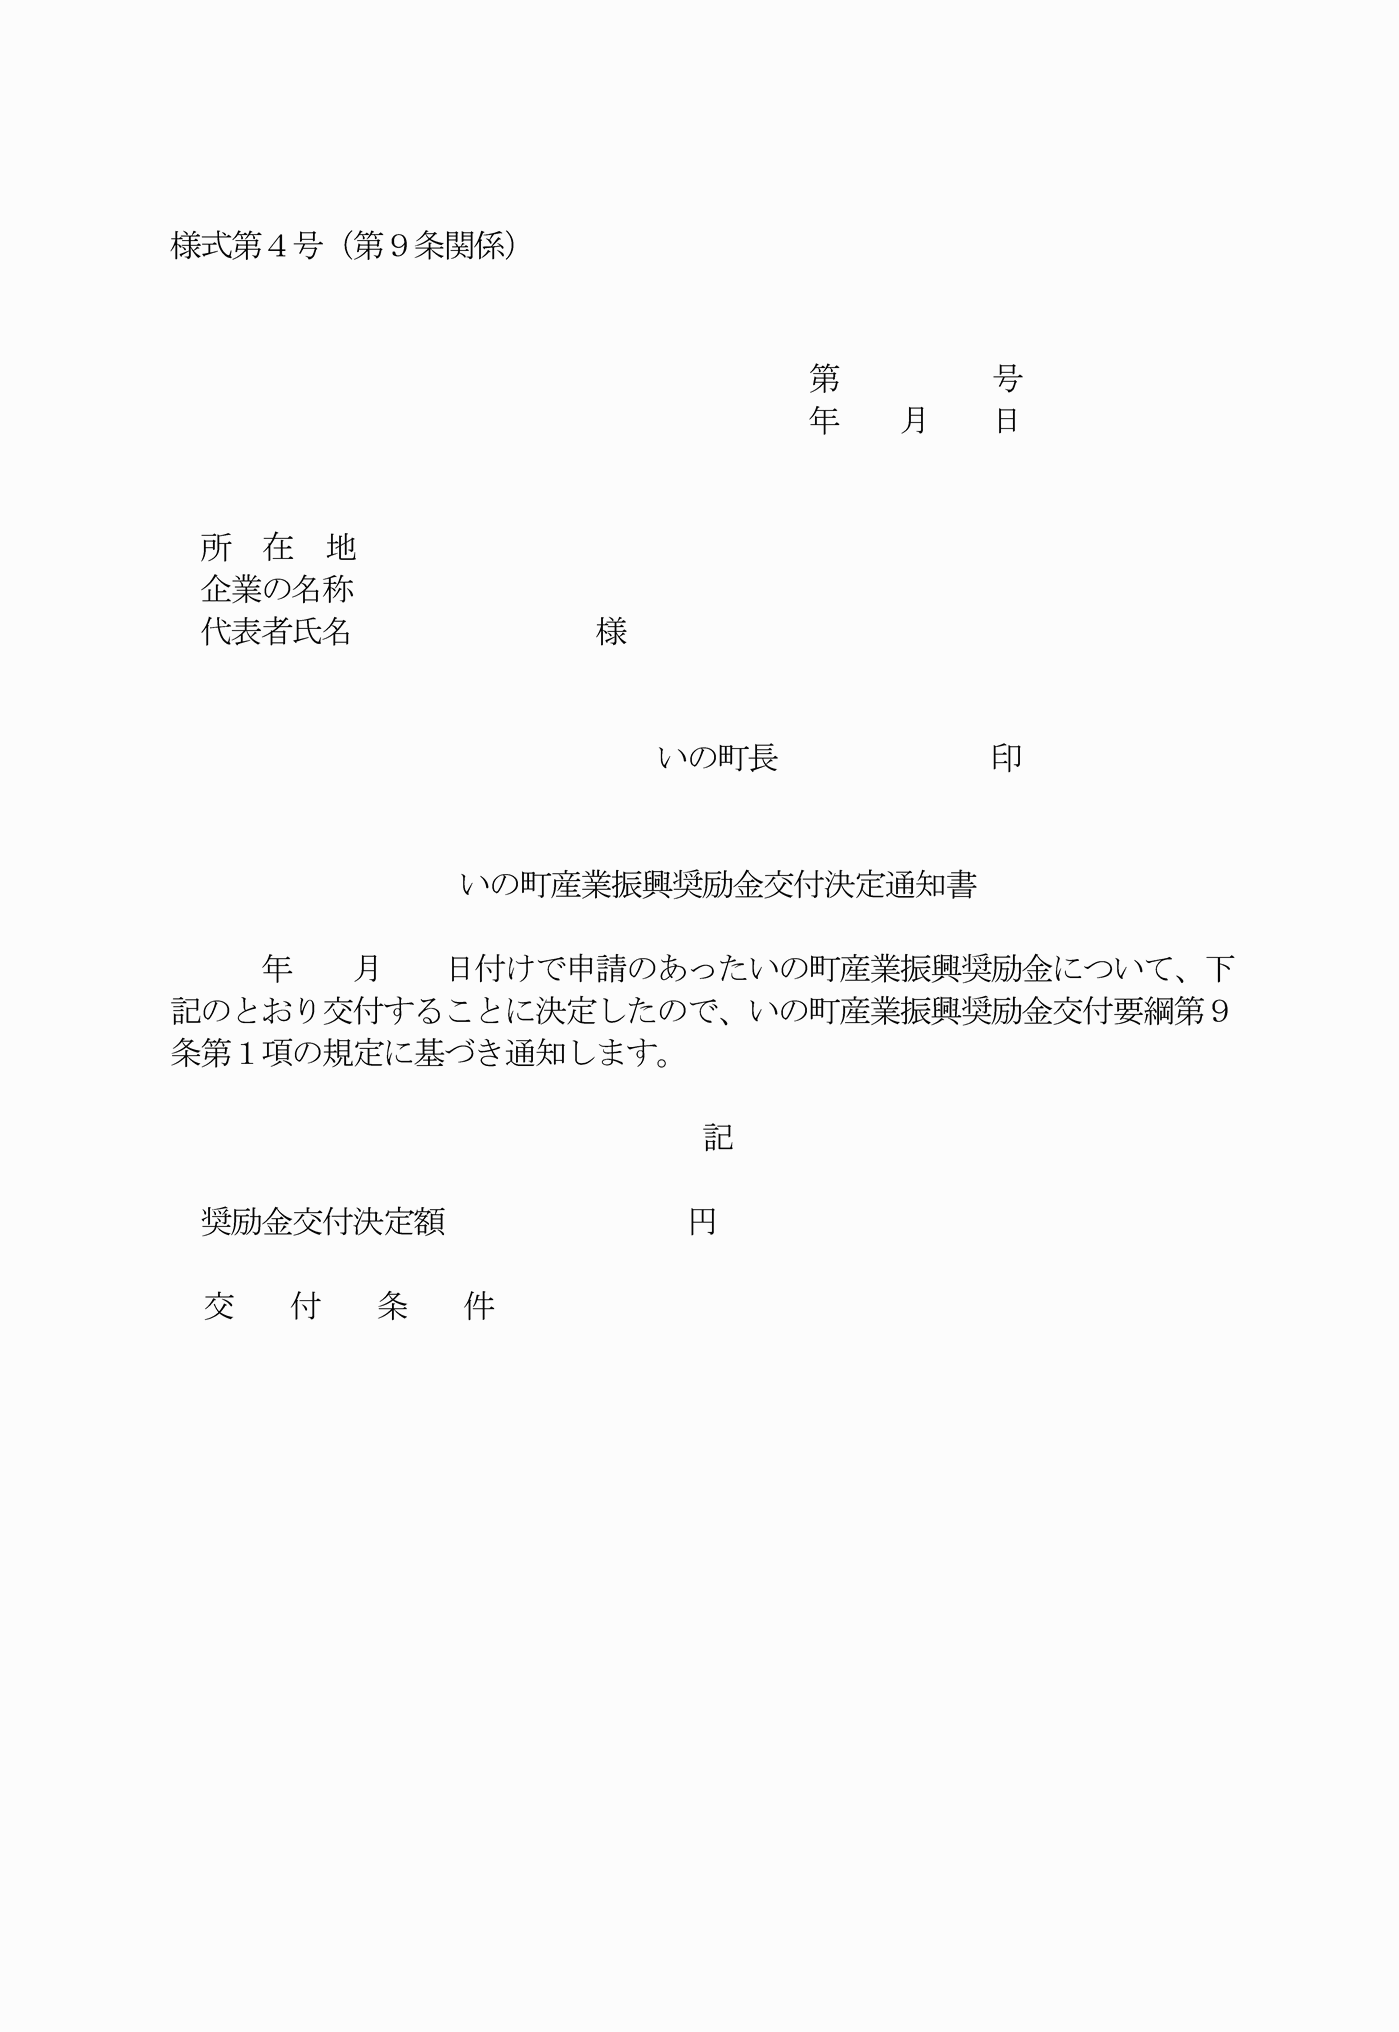 様式第４号（第９条関係）
第　　　　　号
年　　月　　日
所　在　地
企業の名称
代表者氏名　　　　　　　　様
いの町長　　　　　　　印
いの町産業振興奨励金交付決定通知書
年　　月　　日付けで申請のあったいの町産業振興奨励金について、下
記のとおり交付することに決定したので、いの町産業振興奨励金交付要綱第９
条第１項の規定に基づき通知します。
記
奨励金交付決定額　　　　　　　　円
交　付　条　件